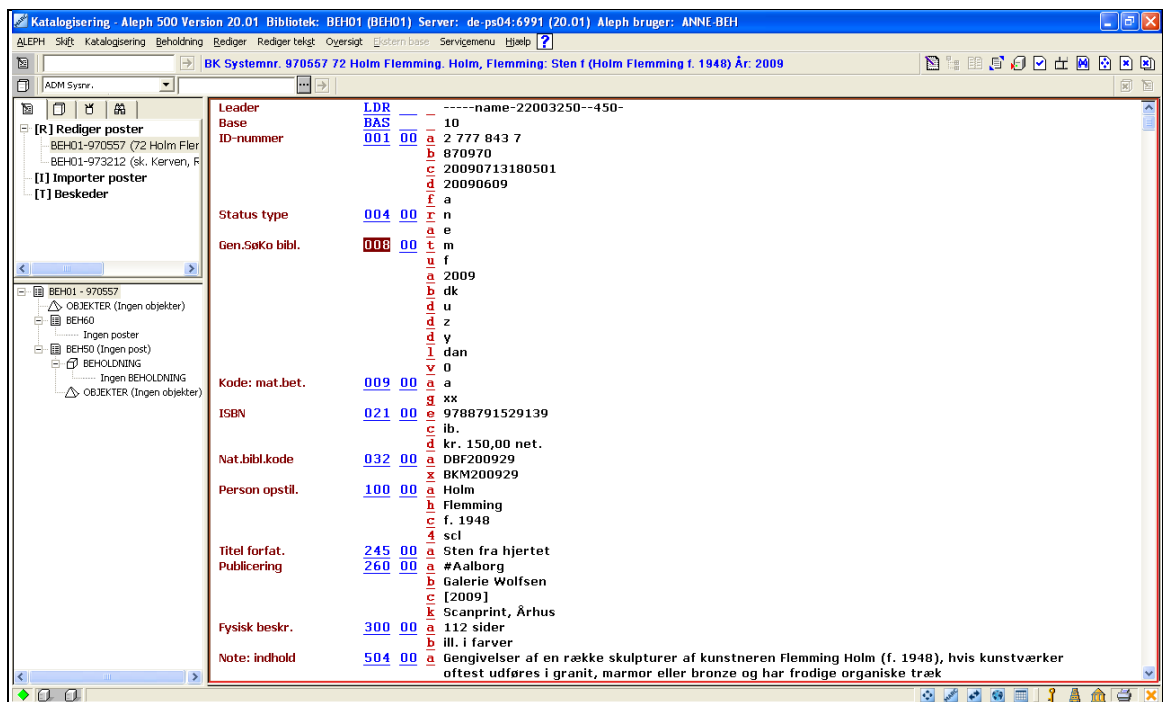 Katalogisering - Aleph 500 Version 20.01 Bibliotek: BEH01 (BEH01) Server: de-ps04:6991 (20.01) Aleph bruger: ANNE-BEH
ALEPH Skift Katalogisering Beholdning Rediger Rediger tekst Oversigt Ekstern base Servicemenu Hjælp ?
BK Systemnr. 970557 72 Holm Flemming. Holm, Flemming: Sten f (Holm Flemming f. 1948) År: 2009
ADM Sysnr.
[R] Rediger poster
BEH01-970557 (72 Holm Fler
BEH01-973212 (sk. Kerven, R
[I] Importer poster
[T] Beskeder
BEH01 - 970557
OBJEKTER (Ingen objekter)
BEH60
Ingen poster
BEH50 (Ingen post)
BEHOLDNING
Ingen BEHOLDNING
OBJEKTER (Ingen objekter)
Leader LDR _ _ _ -----name-22003250--450-
Base BAS _ _ 10
ID-nummer 001 00 a 2 777 843 7
b 870970
c 20090713180501
d 20090609
f a
Status type 004 00 r n
a e
Gen.SøKo bibl. 008 00 t m
u f
a 2009
b dk
d u
d z
d y
l dan
v 0
Kode: mat.bet. 009 00 a a
g xx
ISBN 021 00 e 9788791529139
c ib.
d kr. 150,00 net.
Nat.bibl.kode 032 00 a DBF200929
x BKM200929
Person opstil. 100 00 a Holm
h Flemming
c f. 1948
4 scl
Titel forfat. 245 00 a Sten fra hjertet
Publicering 260 00 a #Aalborg
b Galerie Wolfsen
c [2009]
k Scanprint, Århus
Fysisk beskr. 300 00 a 112 sider
b ill. i farver
Note: indhold 504 00 a Gengivelser af en række skulpturer af kunstneren Flemming Holm (f. 1948), hvis kunstværker
oftest udføres i granit, marmor eller bronze og har frodige organiske træk